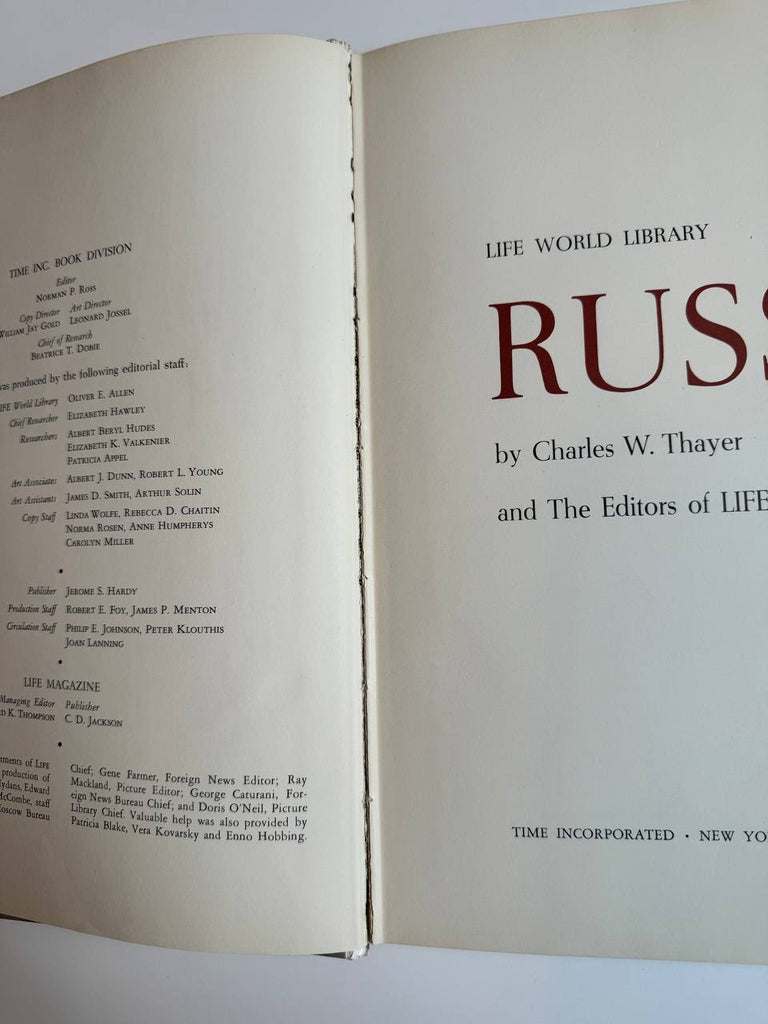 TIME INC. BOOK DIVISION
Editor
NORMAN P. ROSS
Copy Director Art Director
WILLIAM JAY GOLD LEONARD JOSSEL
Chief of Research
BEATRICE T. DOBIE
was produced by the following editorial staff:
LIFE World Library OLIVER E. ALLEN
Chief Researcher ELIZABETH HAWLEY
Researchers ALBERT BERYL HUDES
ELIZABETH K. VALKENIER
PATRICIA APPEL
Art Associates ALBERT J. DUNN, ROBERT L. YOUNG
Art Assistants JAMES D. SMITH, ARTHUR SOLIN
Copy Staff LINDA WOLFE, REBECCA D. CHAITIN
NORMA ROSEN, ANNE HUMPHERYS
CAROLYN MILLER
•
Publisher JEROME S. HARDY
Production Staff ROBERT E. FOY, JAMES P. MENTON
Circulation Staff PHILIP E. JOHNSON, PETER KLOUTHIS
JOAN LANNING
•
LIFE MAGAZINE
Managing Editor Publisher
D K. THOMPSON C. D. JACKSON
•
tments of LIFE
production of
ydans, Edward
McCombe, staff
oscow Bureau
Chief; Gene Farmer, Foreign News Editor; Ray
Mackland, Picture Editor; George Caturani, For-
eign News Bureau Chief; and Doris O'Neil, Picture
Library Chief. Valuable help was also provided by
Patricia Blake, Vera Kovarsky and Enno Hobbing.
LIFE WORLD LIBRARY
RUSS
by Charles W. Thayer
and The Editors of LIFE
TIME INCORPORATED • NEW YO